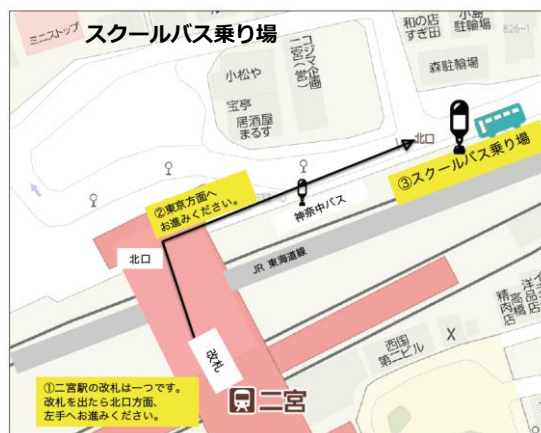 スクールバス乗り場
ミニストップ
小松や
宝亭
居酒屋
まるす
コジマ企画
二宮(営)
和の店
すぎ田
小島
駐輪場
826-1
森駐輪場
北口
③スクールバス乗り場
②東京方面へ
お進みください。
神奈中バス
北口
JR 東海道線
改札
①二宮駅の改札は一つです。
改札を出たら北口方面、
左手へお進みください。
二宮
西国
第二ビル
高橋
精肉店
洋品店